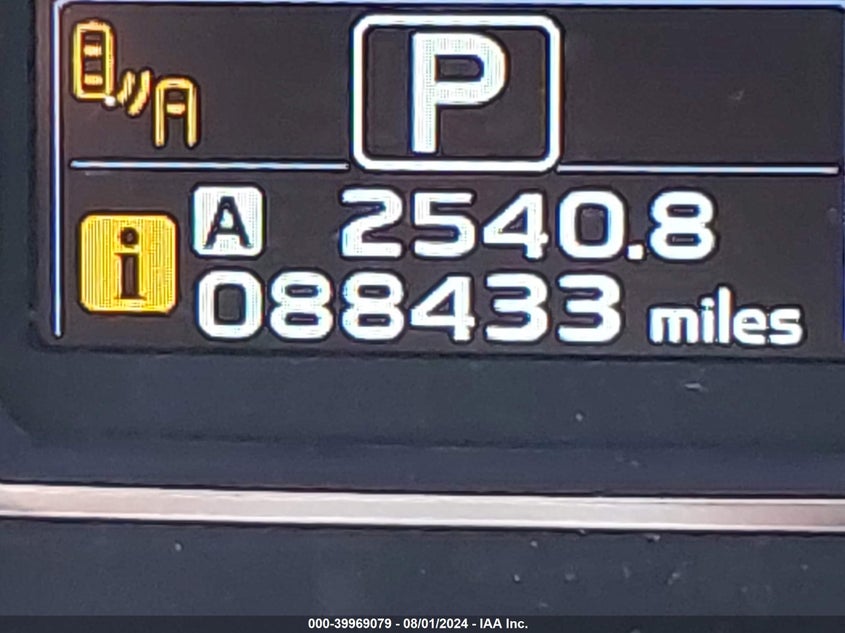 P
A 2540.8
i 088433 miles
000-39969079 - 08/01/2024 - IAA Inc.